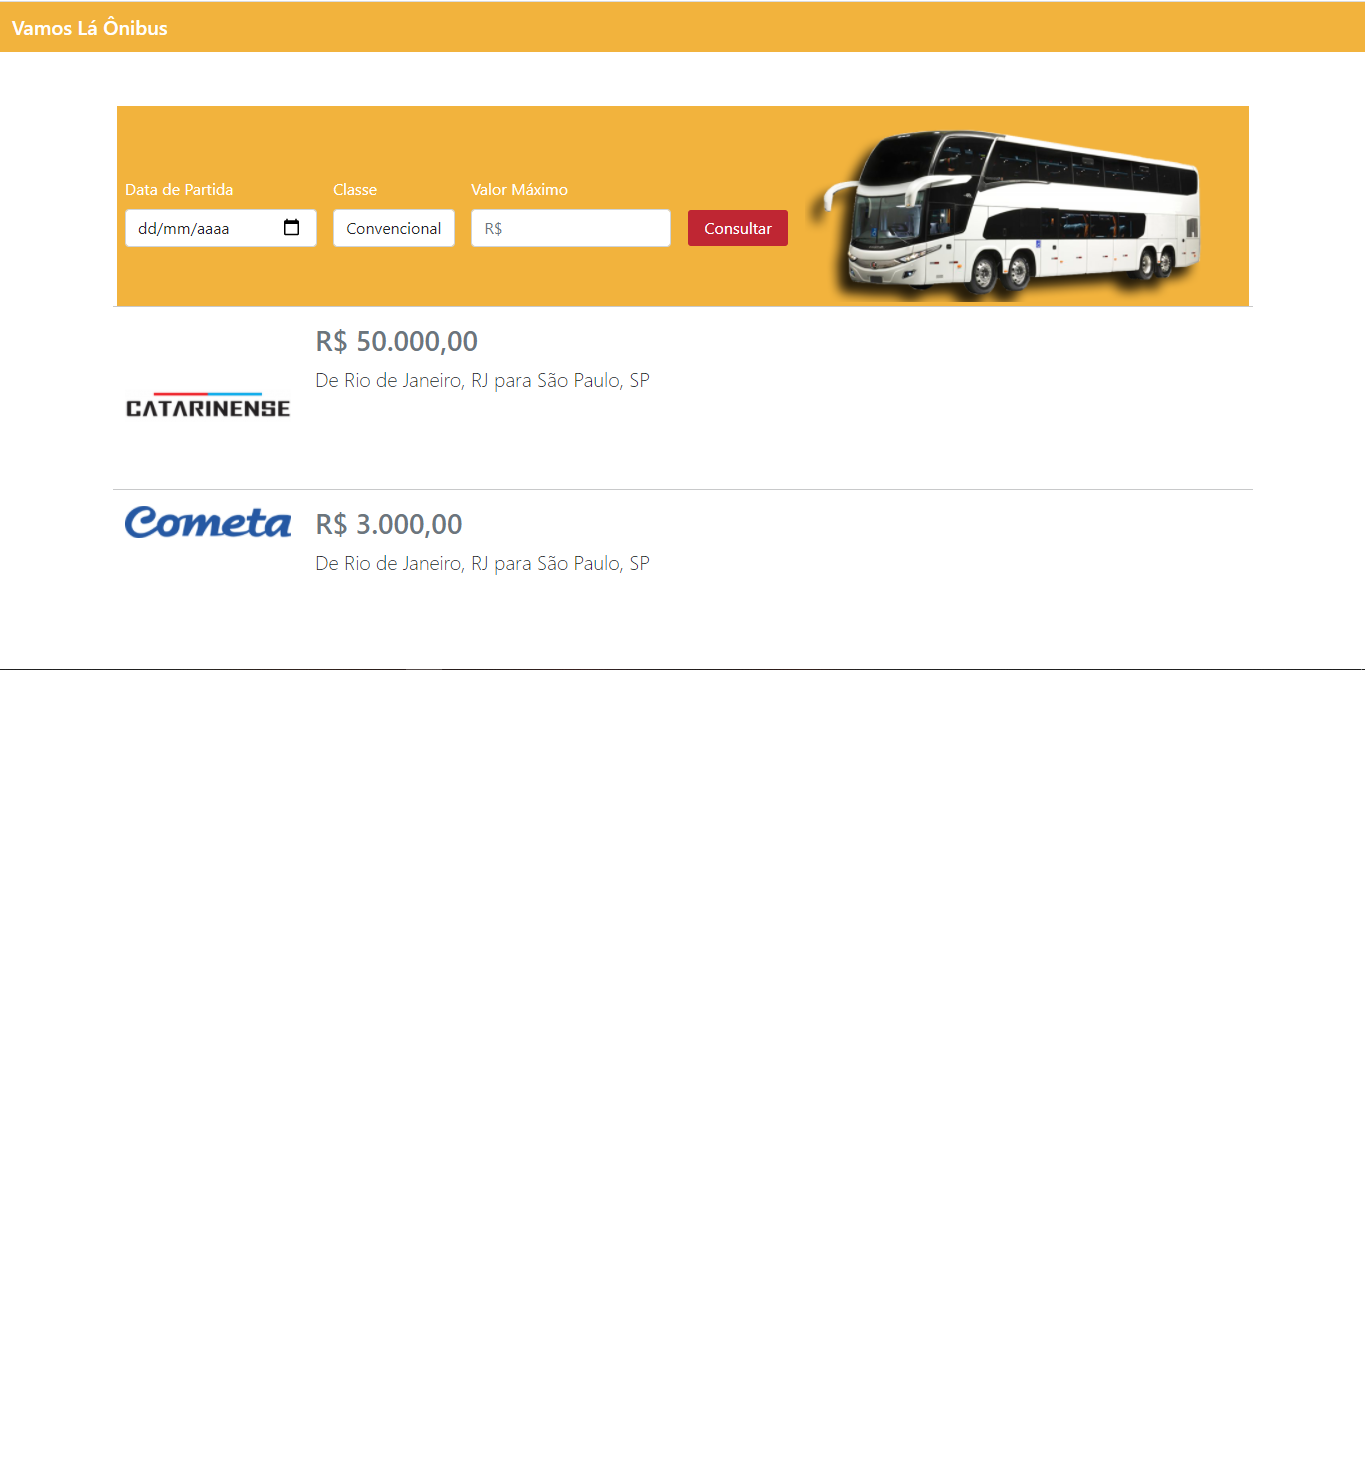 Vamos Lá Ônibus
Data de Partida
Classe
Valor Máximo
dd/mm/aaaa
Convencional
R$
Consultar
R$ 50.000,00
De Rio de Janeiro, RJ para São Paulo, SP
CATARINENSE
Cometa
R$ 3.000,00
De Rio de Janeiro, RJ para São Paulo, SP